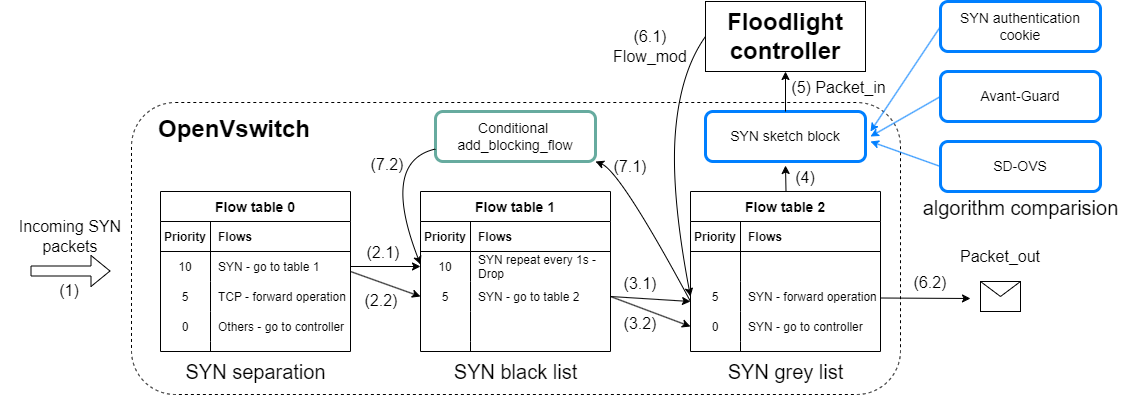 Floodlight
controller
SYN authentication
cookie
(6.1)
Flow_mod
(5) Packet_in
Avant-Guard
OpenVswitch
Conditional
add_blocking_flow
SYN sketch block
SD-OVS
(7.2)
(7.1)
(4)
algorithm comparision
Incoming SYN
packets
(1)
Flow table 0
Priority Flows
10 SYN - go to table 1
5 TCP - forward operation
0 Others - go to controller
SYN separation
(2.1)
(2.2)
Flow table 1
Priority Flows
10 SYN repeat every 1s -
Drop
5 SYN - go to table 2
SYN black list
(3.1)
(3.2)
Flow table 2
Priority Flows
5 SYN - forward operation
0 SYN - go to controller
SYN grey list
(6.2)
Packet_out